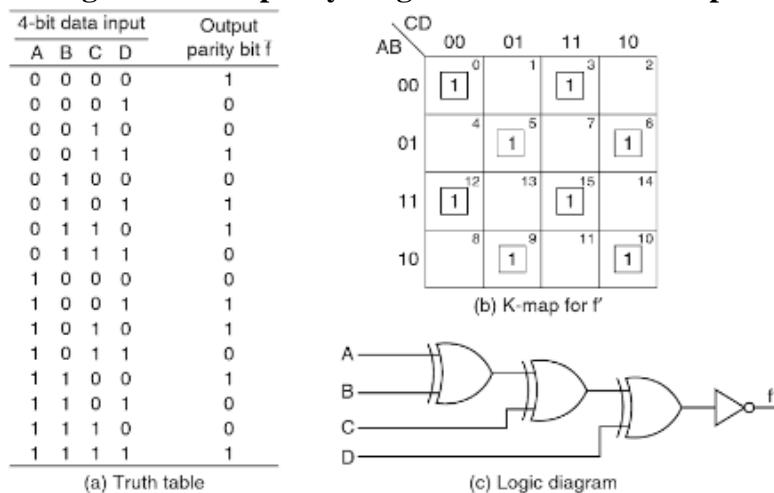 4-bit data input Output
A B C D parity bit f̅
0 0 0 0 1
0 0 0 1 0
0 0 1 0 0
0 0 1 1 1
0 1 0 0 0
0 1 0 1 1
0 1 1 0 1
0 1 1 1 0
1 0 0 0 0
1 0 0 1 1
1 0 1 0 1
1 0 1 1 0
1 1 0 0 1
1 1 0 1 0
1 1 1 0 0
1 1 1 1 1
(a) Truth table
CD
AB 00 01 11 10
0 1 3 2
00 1 1
4 5 7 6
01 1 1
12 13 15 14
11 1 1
8 9 11 10
10 1 1
(b) K-map for f'
A
B
C
D
f
(c) Logic diagram